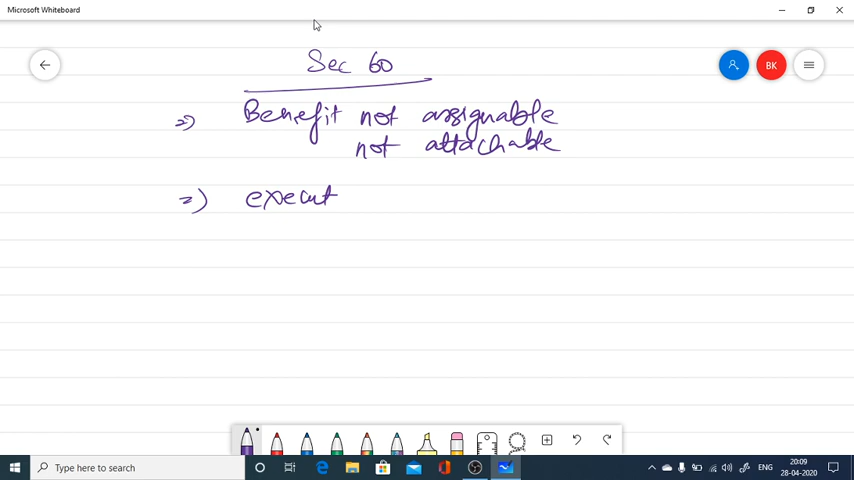 Microsoft Whiteboard
Sec 60
BK
=) Benefit not assignable
not attachable
=) execut
Type here to search
ENG
20:09
28-04-2020